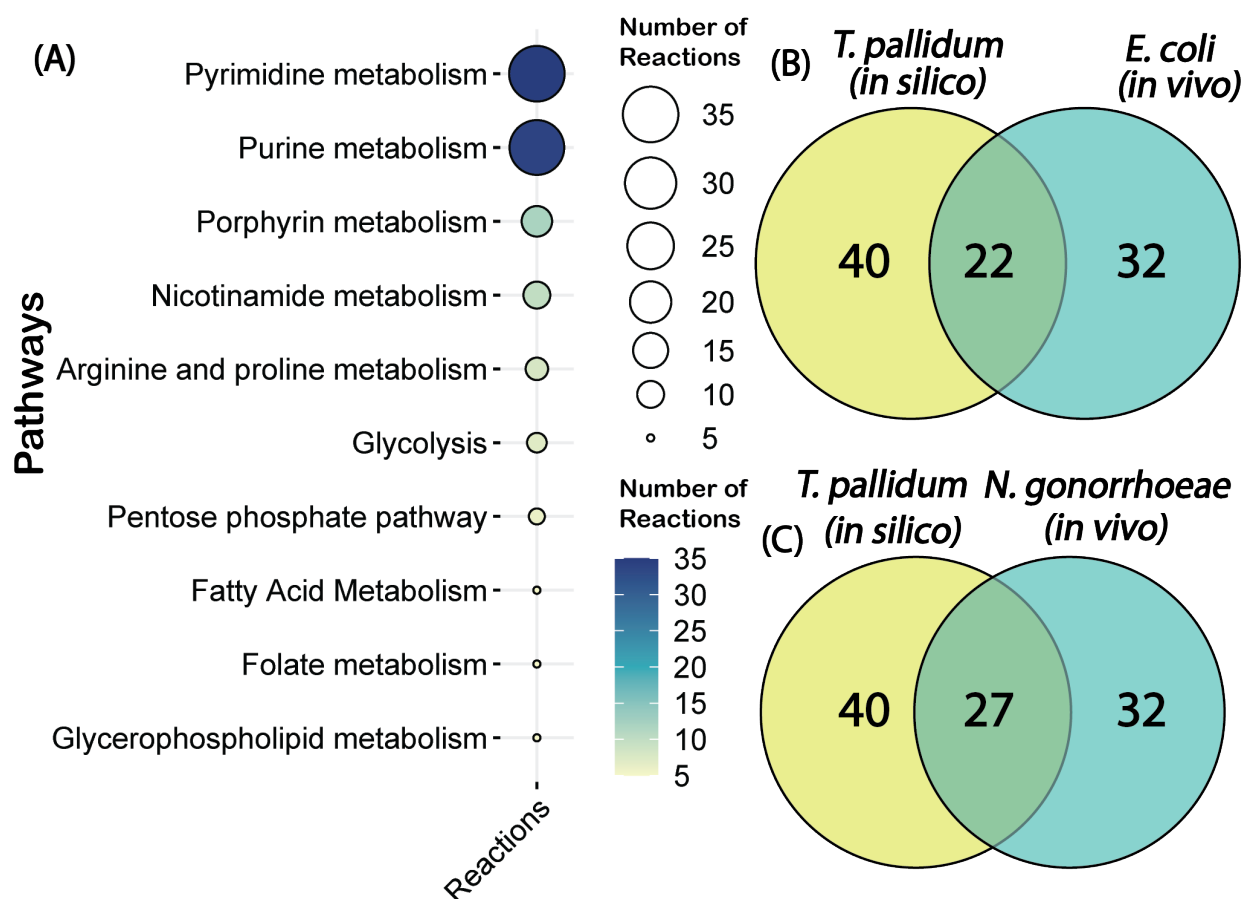 (A)
Pathways
Pyrimidine metabolism
Purine metabolism
Porphyrin metabolism
Nicotinamide metabolism
Arginine and proline metabolism
Glycolysis
Pentose phosphate pathway
Fatty Acid Metabolism
Folate metabolism
Glycerophospholipid metabolism
Reactions
Number of
Reactions
35
30
25
20
15
10
5
Number of
Reactions
35
30
25
20
15
10
5
(B)
T. pallidum
(in silico)
E. coli
(in vivo)
40
22
32
(C)
T. pallidum
(in silico)
N. gonorrhoeae
(in vivo)
40
27
32